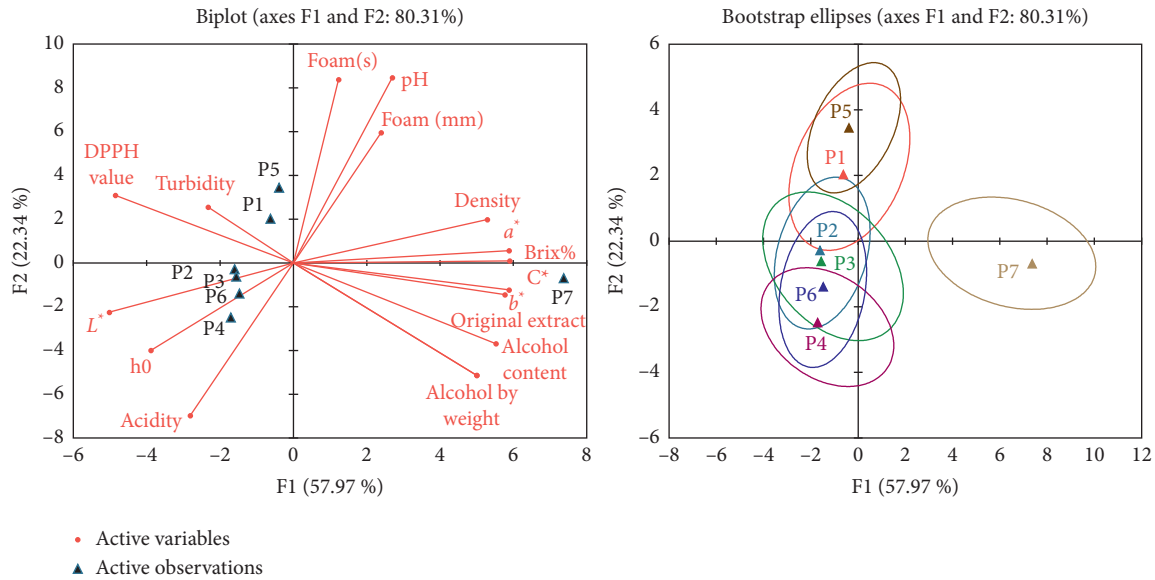 Biplot (axes F1 and F2: 80.31%)
10
8
6
4
2
0
−2
−4
−6
−8
F2 (22.34 %)
−6
−4
−2
0
2
4
6
8
F1 (57.97 %)
Foam(s)
pH
Foam (mm)
DPPH
value
Turbidity
P5
P1
Density
a*
Brix%
C*
b*
P7
P2
P3
P6
P4
L*
h0
Acidity
Original extract
Alcohol
content
Alcohol by
weight
Active variables
Active observations
Bootstrap ellipses (axes F1 and F2: 80.31%)
6
4
2
0
−2
−4
−6
F2 (22.34 %)
−8
−6
−4
−2
0
2
4
6
8
10
12
F1 (57.97 %)
P5
P1
P2
P3
P6
P4
P7